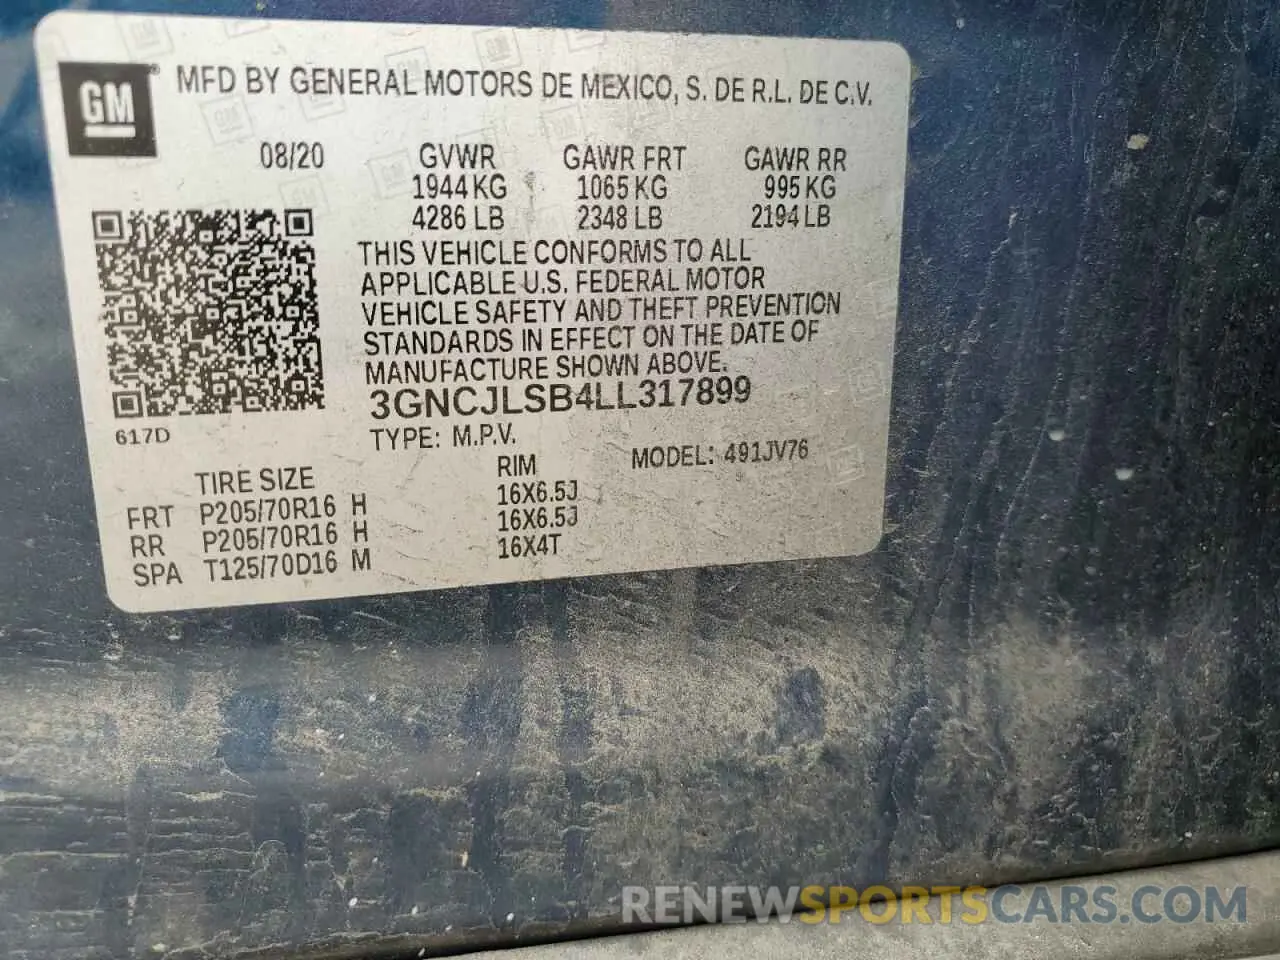 GM ® MFD BY GENERAL MOTORS DE MEXICO, S. DE R.L. DE C.V.
08/20 GVWR GAWR FRT GAWR RR
1944 KG 1065 KG 995 KG
4286 LB 2348 LB 2194 LB
THIS VEHICLE CONFORMS TO ALL
APPLICABLE U.S. FEDERAL MOTOR
VEHICLE SAFETY AND THEFT PREVENTION
STANDARDS IN EFFECT ON THE DATE OF
MANUFACTURE SHOWN ABOVE.
3GNCJLSB4LL317899
617D TYPE: M.P.V. MODEL: 491JV76
TIRE SIZE RIM
FRT P205/70R16 H 16X6.5J
RR P205/70R16 H 16X6.5J
SPA T125/70D16 M 16X4T
RENEWSPORTSCARS.COM